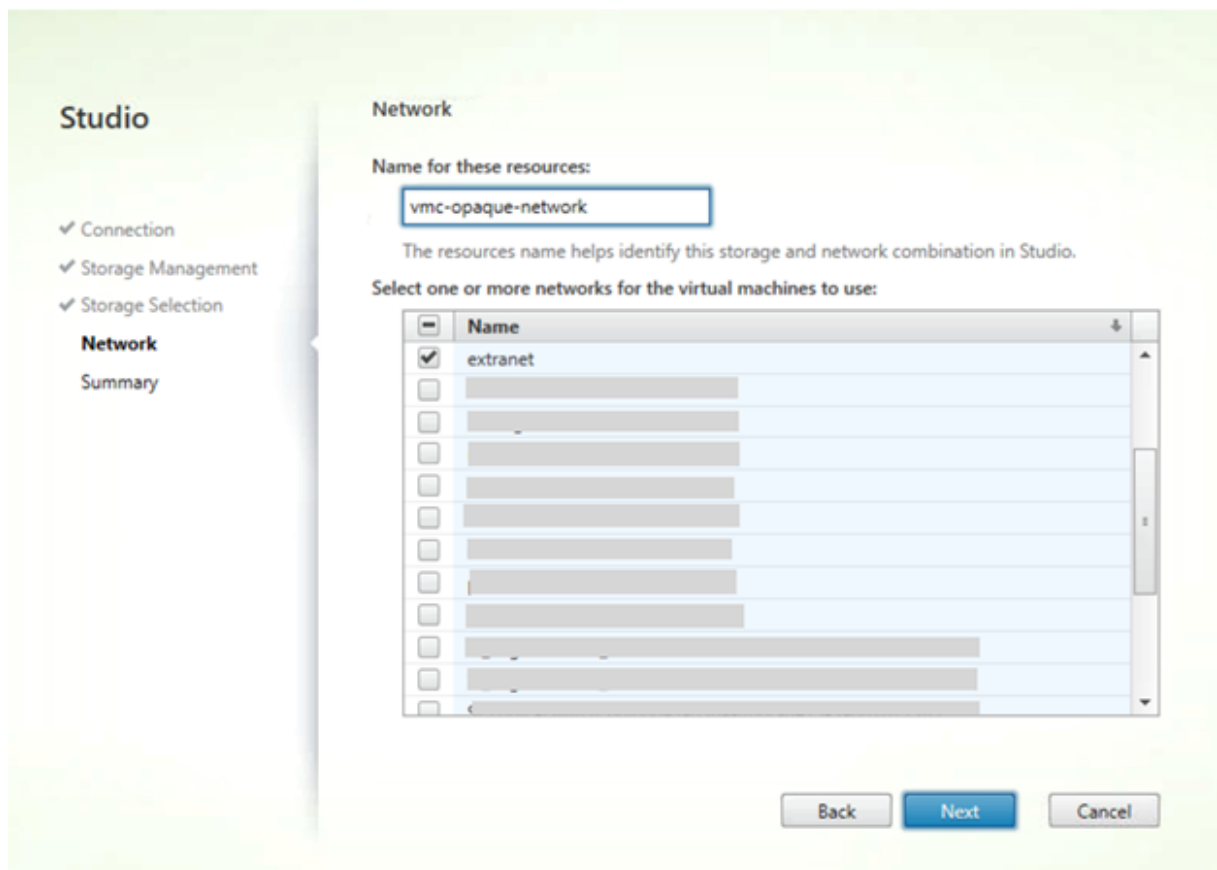 Studio
Connection
Storage Management
Storage Selection
Network
Summary
Network
Name for these resources:
vmc-opaque-network
The resources name helps identify this storage and network combination in Studio.
Select one or more networks for the virtual machines to use:
Name
extranet
Back
Next
Cancel